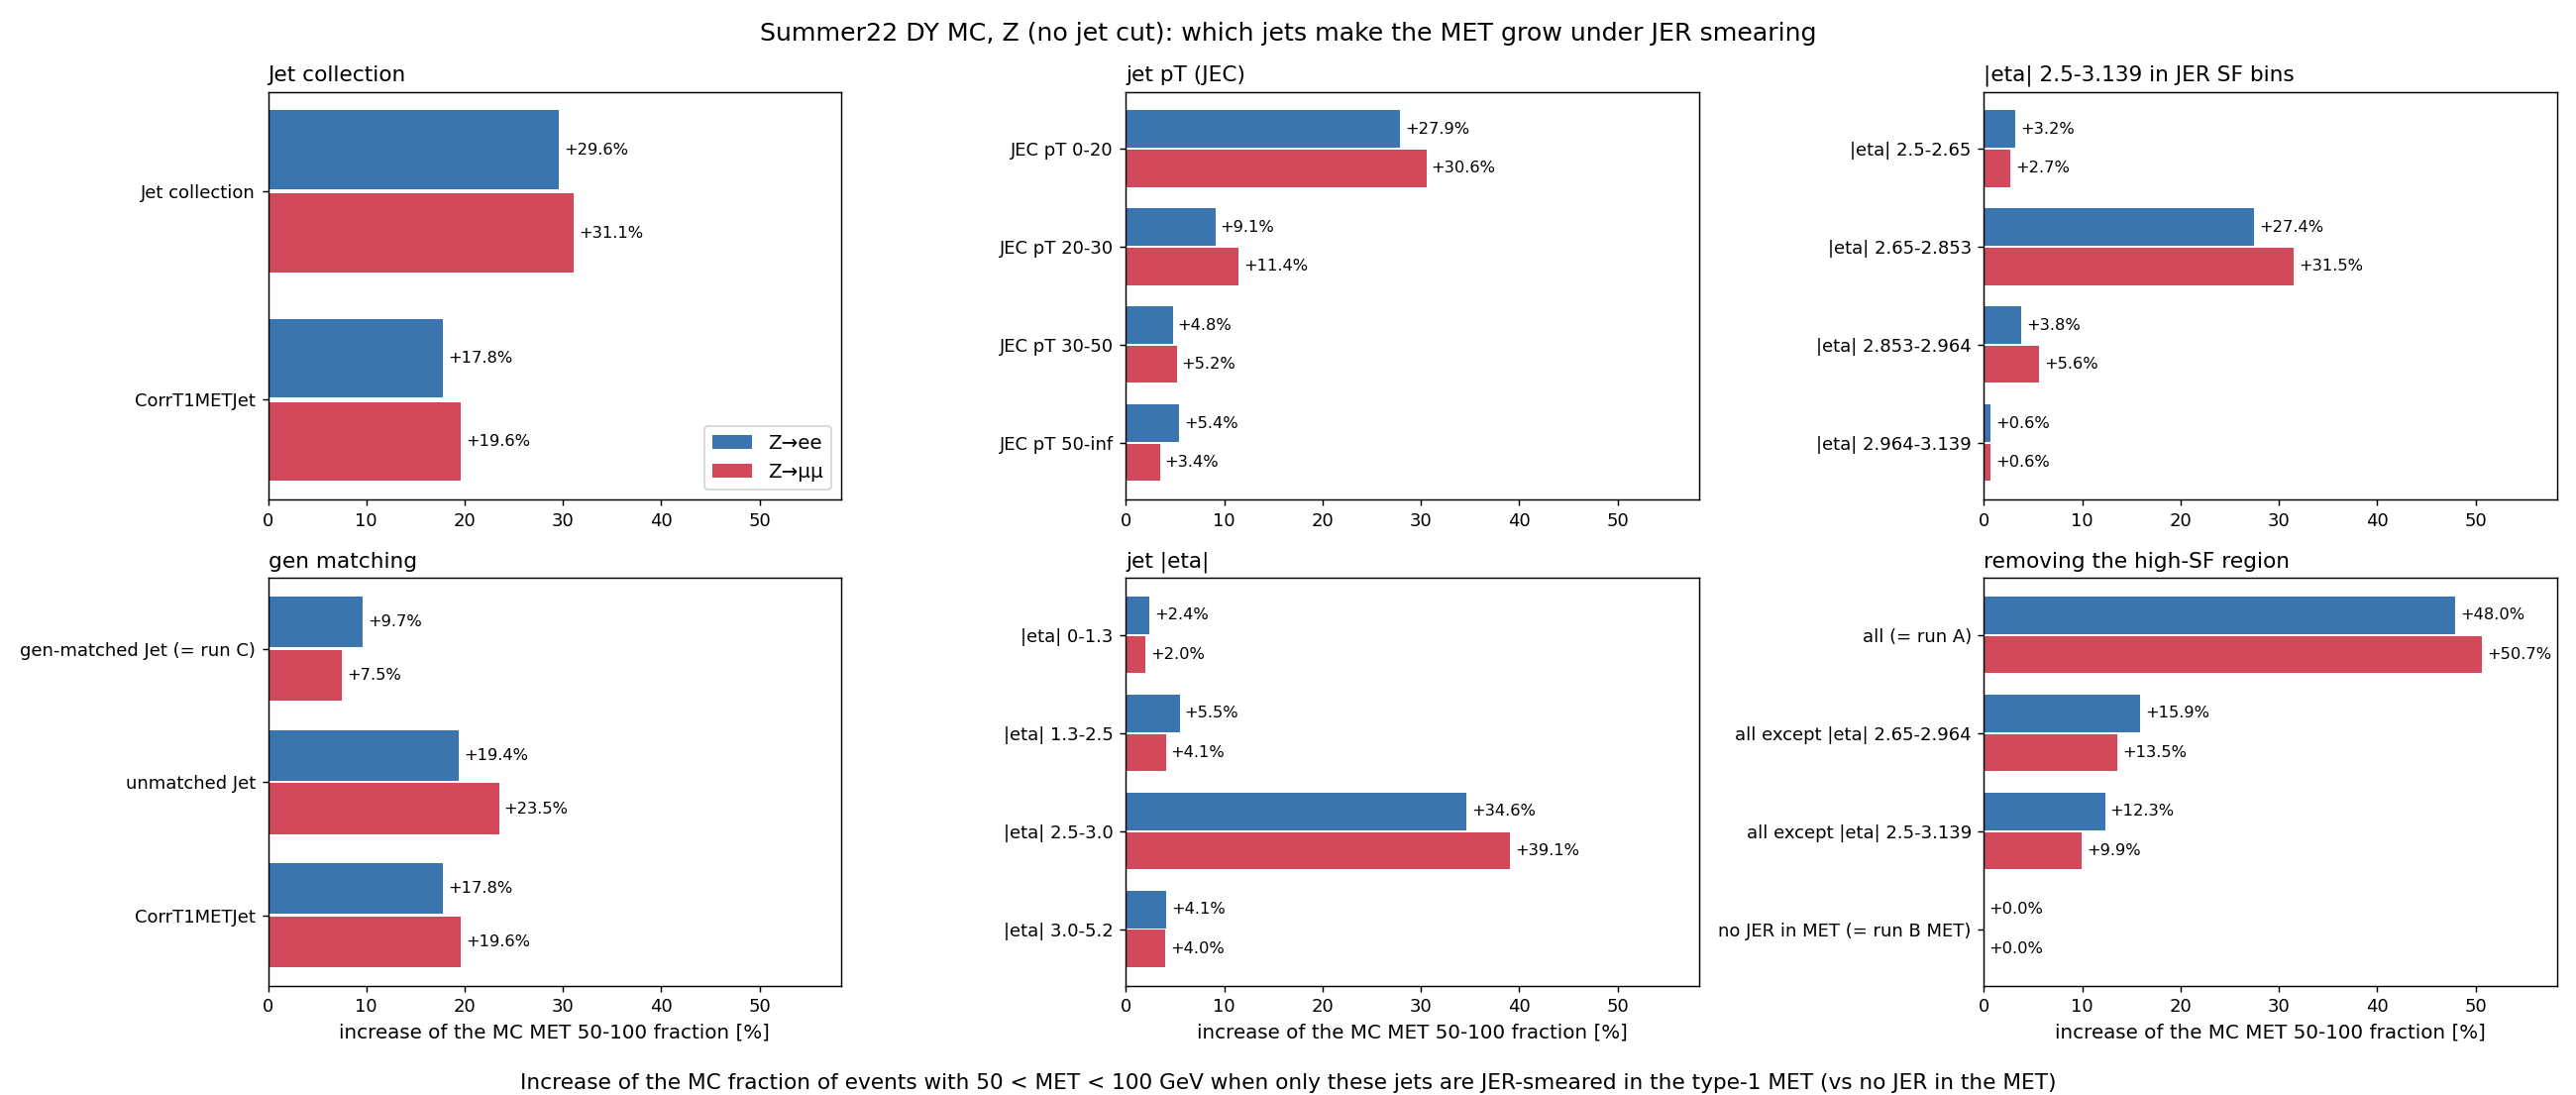 Summer22 DY MC, Z (no jet cut): which jets make the MET grow under JER smearing
Jet collection
Jet collection
+29.6%
+31.1%
CorrT1METJet
+17.8%
+19.6%
Z→ee
Z→μμ
0 10 20 30 40 50
jet pT (JEC)
JEC pT 0-20
+27.9%
+30.6%
JEC pT 20-30
+9.1%
+11.4%
JEC pT 30-50
+4.8%
+5.2%
JEC pT 50-inf
+5.4%
+3.4%
0 10 20 30 40 50
|eta| 2.5-3.139 in JER SF bins
|eta| 2.5-2.65
+3.2%
+2.7%
|eta| 2.65-2.853
+27.4%
+31.5%
|eta| 2.853-2.964
+3.8%
+5.6%
|eta| 2.964-3.139
+0.6%
+0.6%
0 10 20 30 40 50
gen matching
gen-matched Jet (= run C)
+9.7%
+7.5%
unmatched Jet
+19.4%
+23.5%
CorrT1METJet
+17.8%
+19.6%
0 10 20 30 40 50
increase of the MC MET 50-100 fraction [%]
jet |eta|
|eta| 0-1.3
+2.4%
+2.0%
|eta| 1.3-2.5
+5.5%
+4.1%
|eta| 2.5-3.0
+34.6%
+39.1%
|eta| 3.0-5.2
+4.1%
+4.0%
0 10 20 30 40 50
increase of the MC MET 50-100 fraction [%]
removing the high-SF region
all (= run A)
+48.0%
+50.7%
all except |eta| 2.65-2.964
+15.9%
+13.5%
all except |eta| 2.5-3.139
+12.3%
+9.9%
no JER in MET (= run B MET)
+0.0%
+0.0%
0 10 20 30 40 50
increase of the MC MET 50-100 fraction [%]
Increase of the MC fraction of events with 50 < MET < 100 GeV when only these jets are JER-smeared in the type-1 MET (vs no JER in the MET)